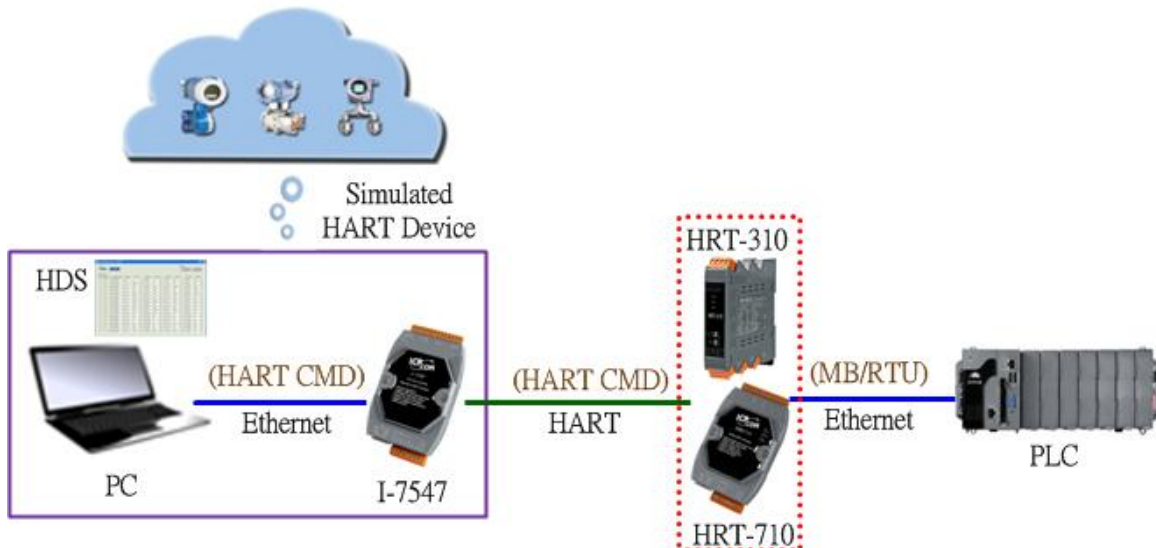 Simulated
HART Device
HDS
(HART CMD)
Ethernet
PC
I-7547
(HART CMD)
HART
HRT-310
HRT-710
(MB/RTU)
Ethernet
PLC